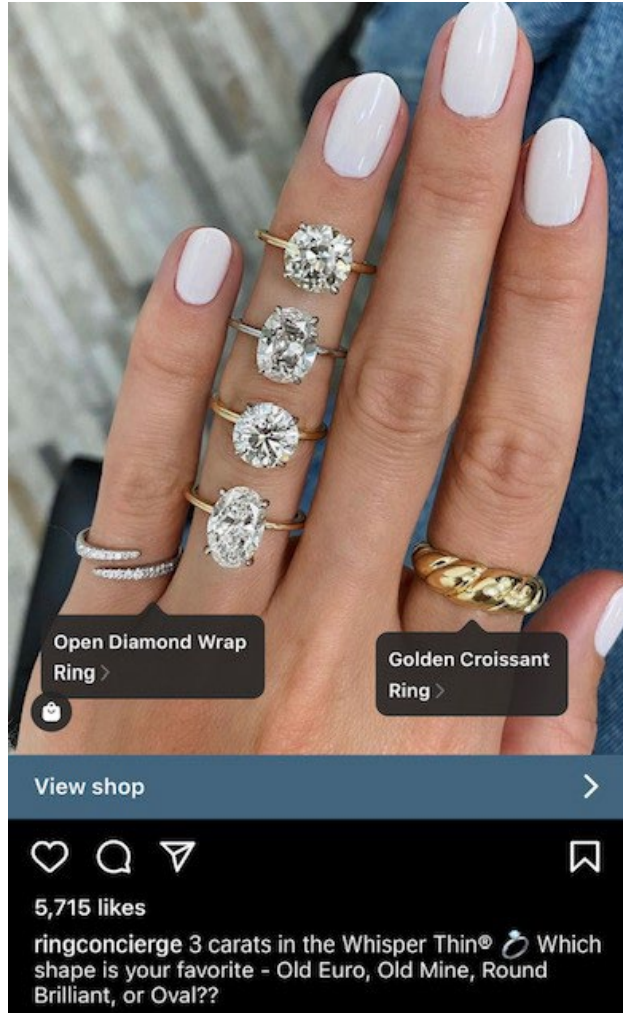 Open Diamond Wrap
Ring >
Golden Croissant
Ring >
View shop
5,715 likes
ringconcierge 3 carats in the Whisper Thin® 💍 Which
shape is your favorite - Old Euro, Old Mine, Round
Brilliant, or Oval??